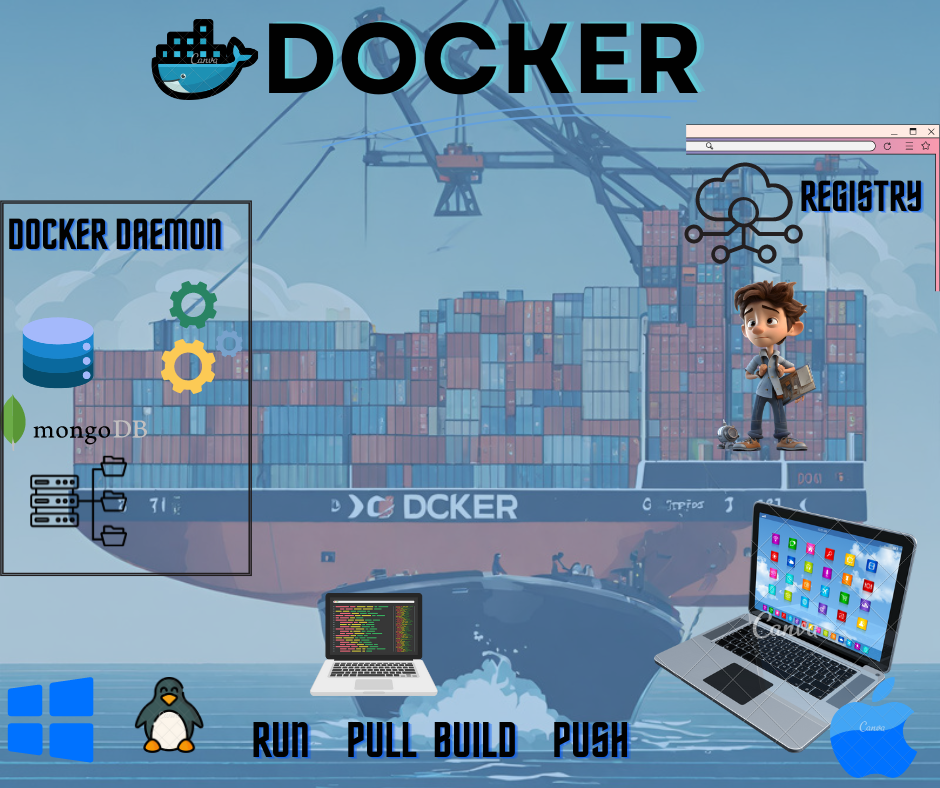 DOCKER
REGISTRY
DOCKER DAEMON
mongoDB
DCKER
RUN PULL BUILD PUSH
Canva
Canva
Canva